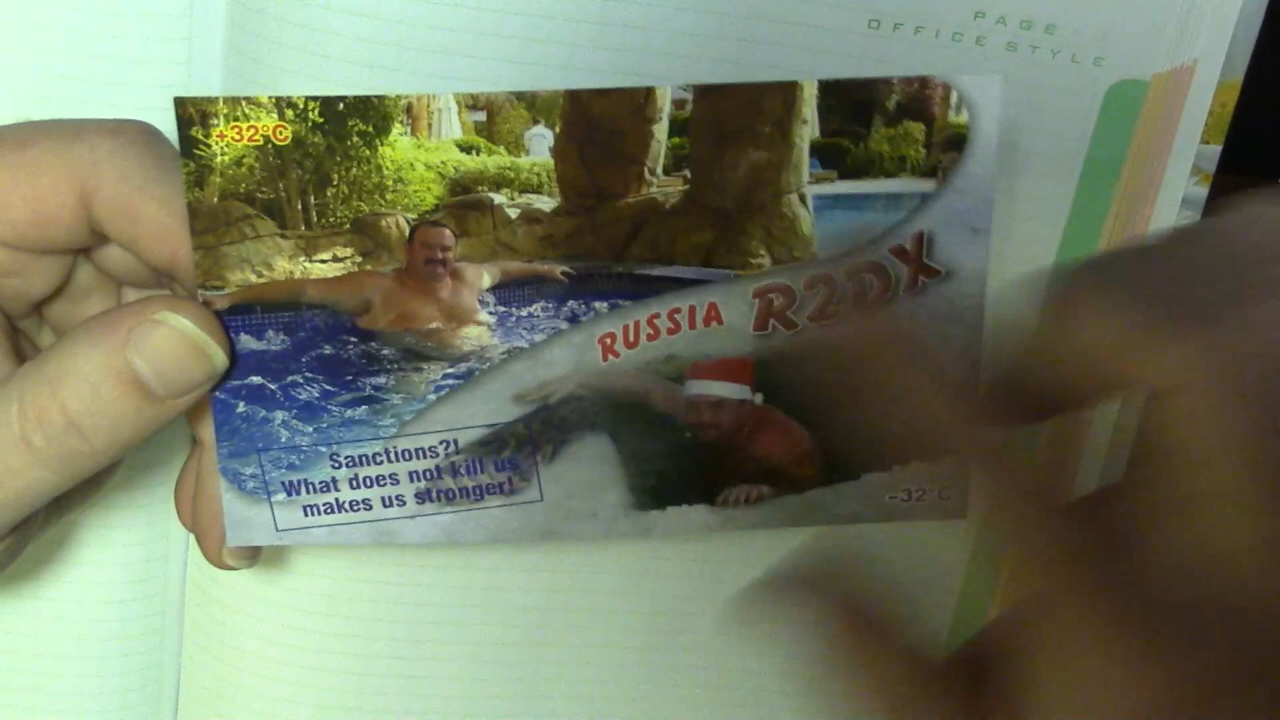 PAGE
OFFICE STYLE
+32°C
RUSSIA R2DX
Sanctions?!
What does not kill us
makes us stronger!
-32°C